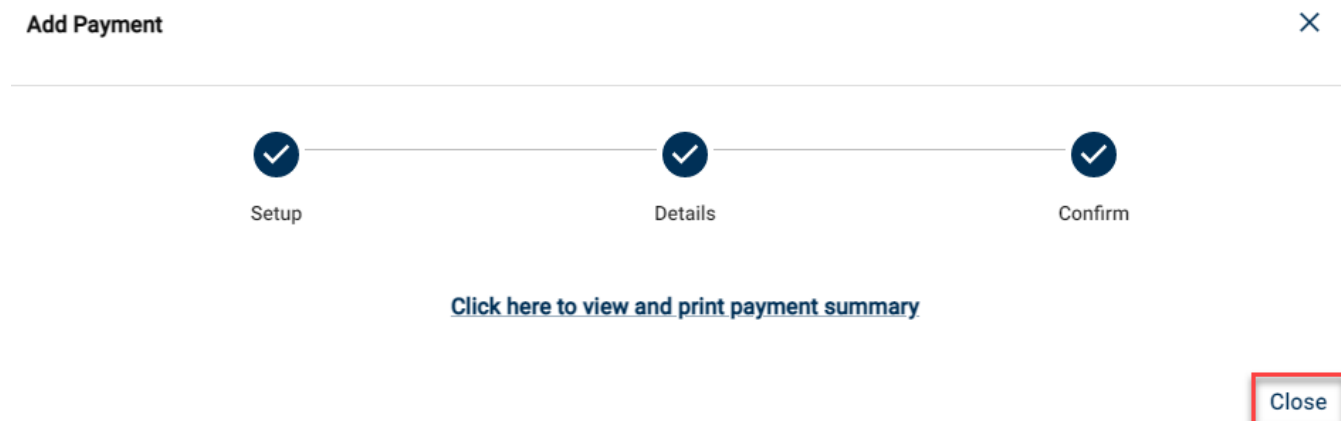 Add Payment
Setup
Details
Confirm
Click here to view and print payment summary
Close